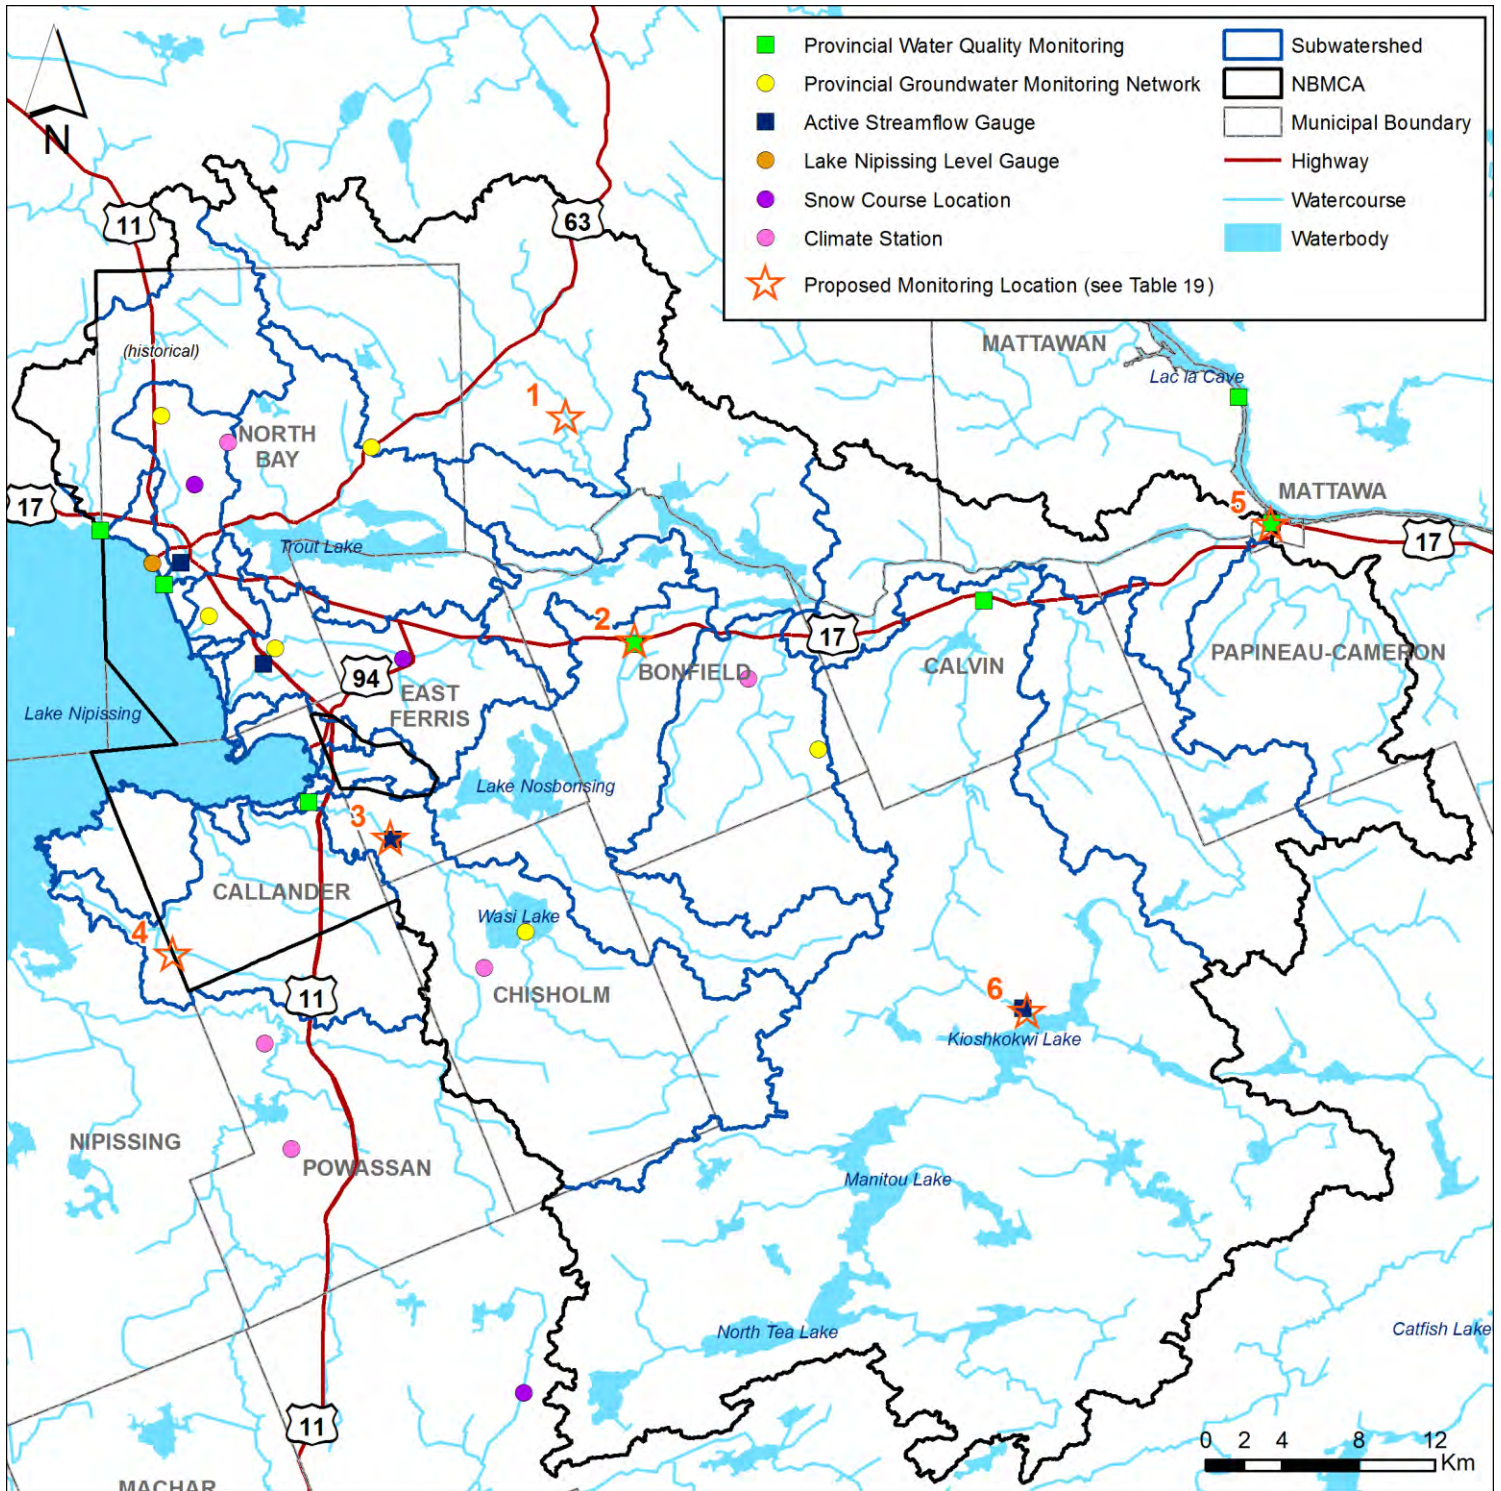 Provincial Water Quality Monitoring
Provincial Groundwater Monitoring Network
Active Streamflow Gauge
Lake Nipissing Level Gauge
Snow Course Location
Climate Station
Proposed Monitoring Location (see Table 19)
Subwatershed
NBMCA
Municipal Boundary
Highway
Watercourse
Waterbody
N
11
63
(historical)
MATTAWAN
Lac la Cave
1
NORTH
BAY
17
5
MATTAWA
17
Trout Lake
2
17
BONFIELD
CALVIN
PAPINEAU-CAMERON
94
EAST
FERRIS
Lake Nipissing
Lake Nosbonsing
3
CALLANDER
Wasi Lake
4
11
CHISHOLM
6
Kioshkokwi Lake
NIPISSING
POWASSAN
Manitou Lake
North Tea Lake
Catfish Lake
11
MACHAR
0 2 4 8 12
Km